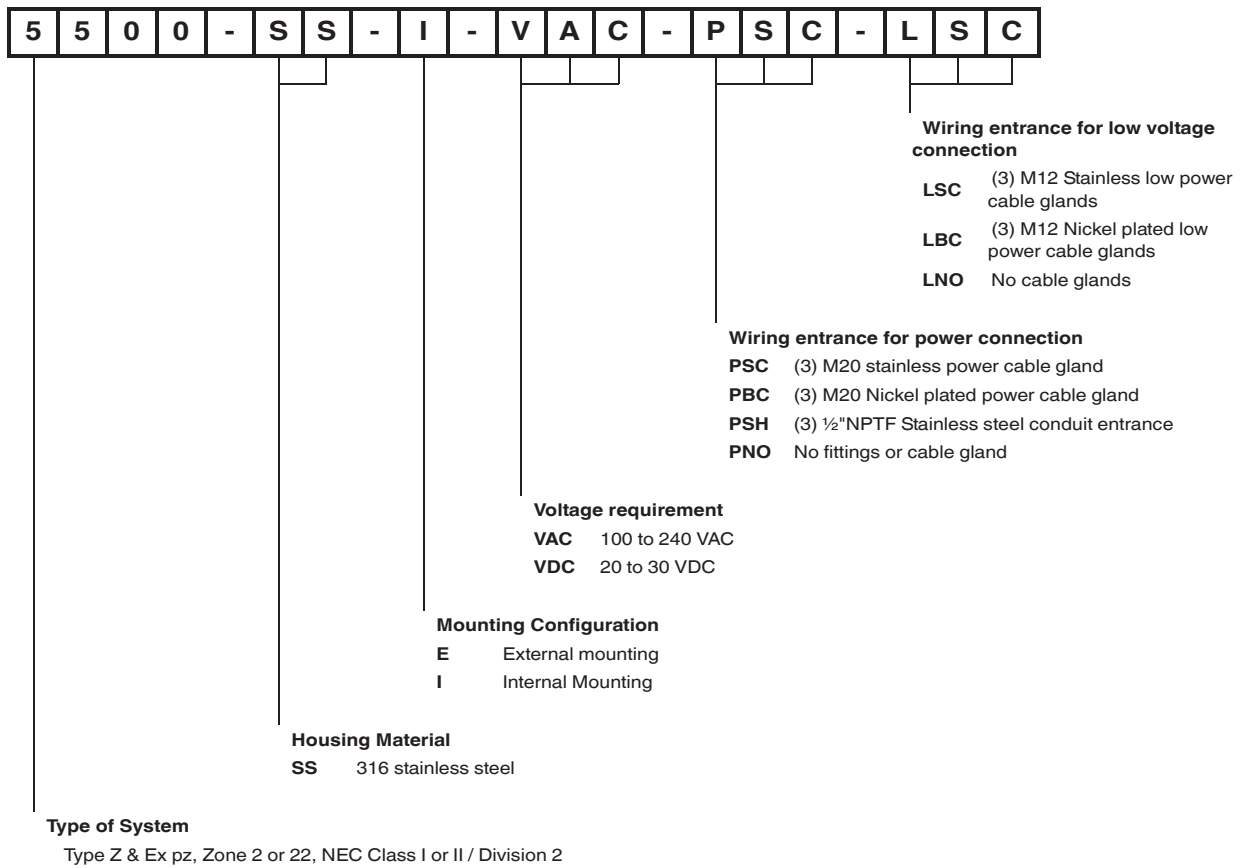 5500-SS-I-VAC-PSC-LSC
Wiring entrance for low voltage
connection
LSC (3) M12 Stainless low power
cable glands
LBC (3) M12 Nickel plated low
power cable glands
LNO No cable glands
Wiring entrance for power connection
PSC (3) M20 stainless power cable gland
PBC (3) M20 Nickel plated power cable gland
PSH (3) ½"NPTF Stainless steel conduit entrance
PNO No fittings or cable gland
Voltage requirement
VAC 100 to 240 VAC
VDC 20 to 30 VDC
Mounting Configuration
E External mounting
I Internal Mounting
Housing Material
SS 316 stainless steel
Type of System
Type Z & Ex pz, Zone 2 or 22, NEC Class I or II / Division 2